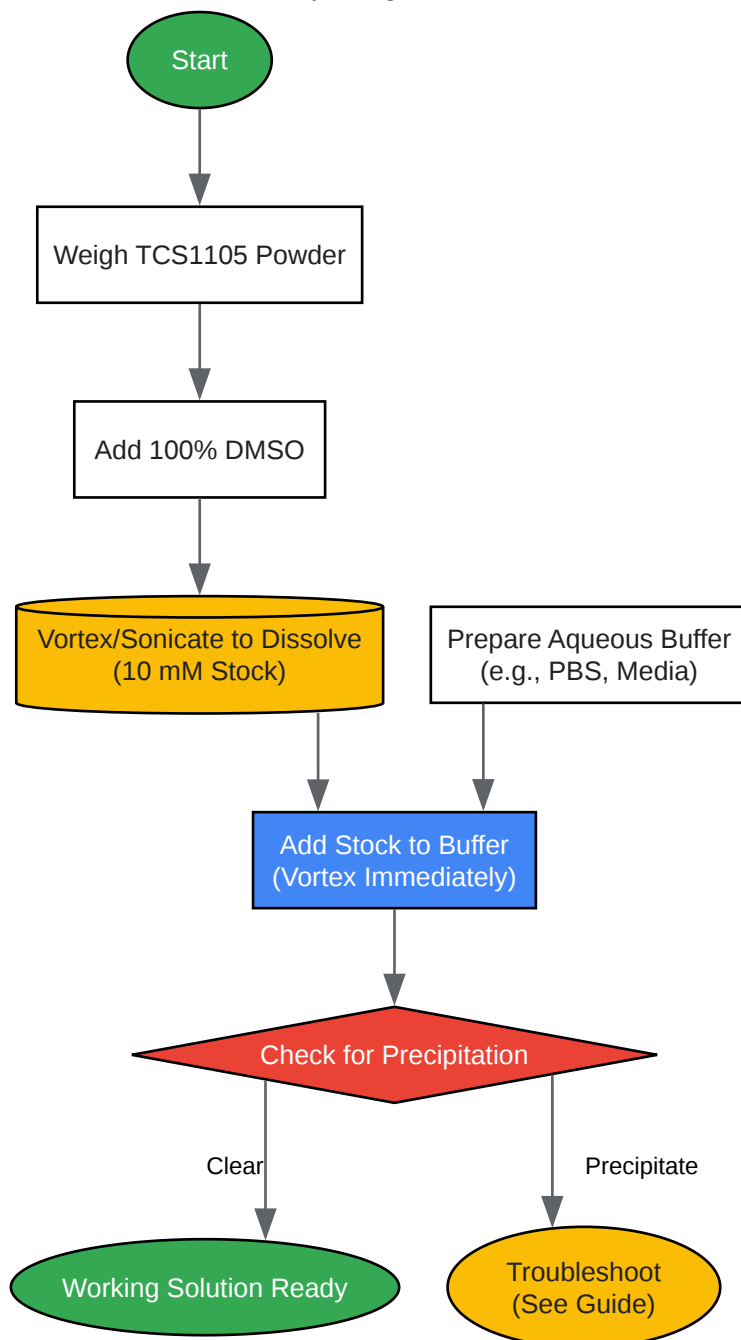 Start
Weigh TCS1105 Powder
Add 100% DMSO
Vortex/Sonicate to Dissolve
(10 mM Stock)
Prepare Aqueous Buffer
(e.g., PBS, Media)
Add Stock to Buffer
(Vortex Immediately)
Check for Precipitation
Clear
Precipitate
Working Solution Ready
Troubleshoot
(See Guide)